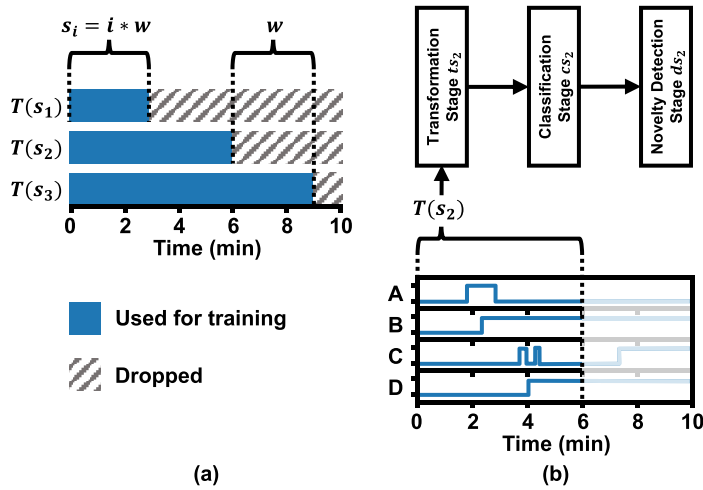 s_i = i * w
w
T(s_1)
T(s_2)
T(s_3)
0 2 4 6 8 10
Time (min)
Used for training
Dropped
(a)
Transformation
Stage ts_2
Classification
Stage cs_2
Novelty Detection
Stage ds_2
T(s_2)
A
B
C
D
0 2 4 6 8 10
Time (min)
(b)